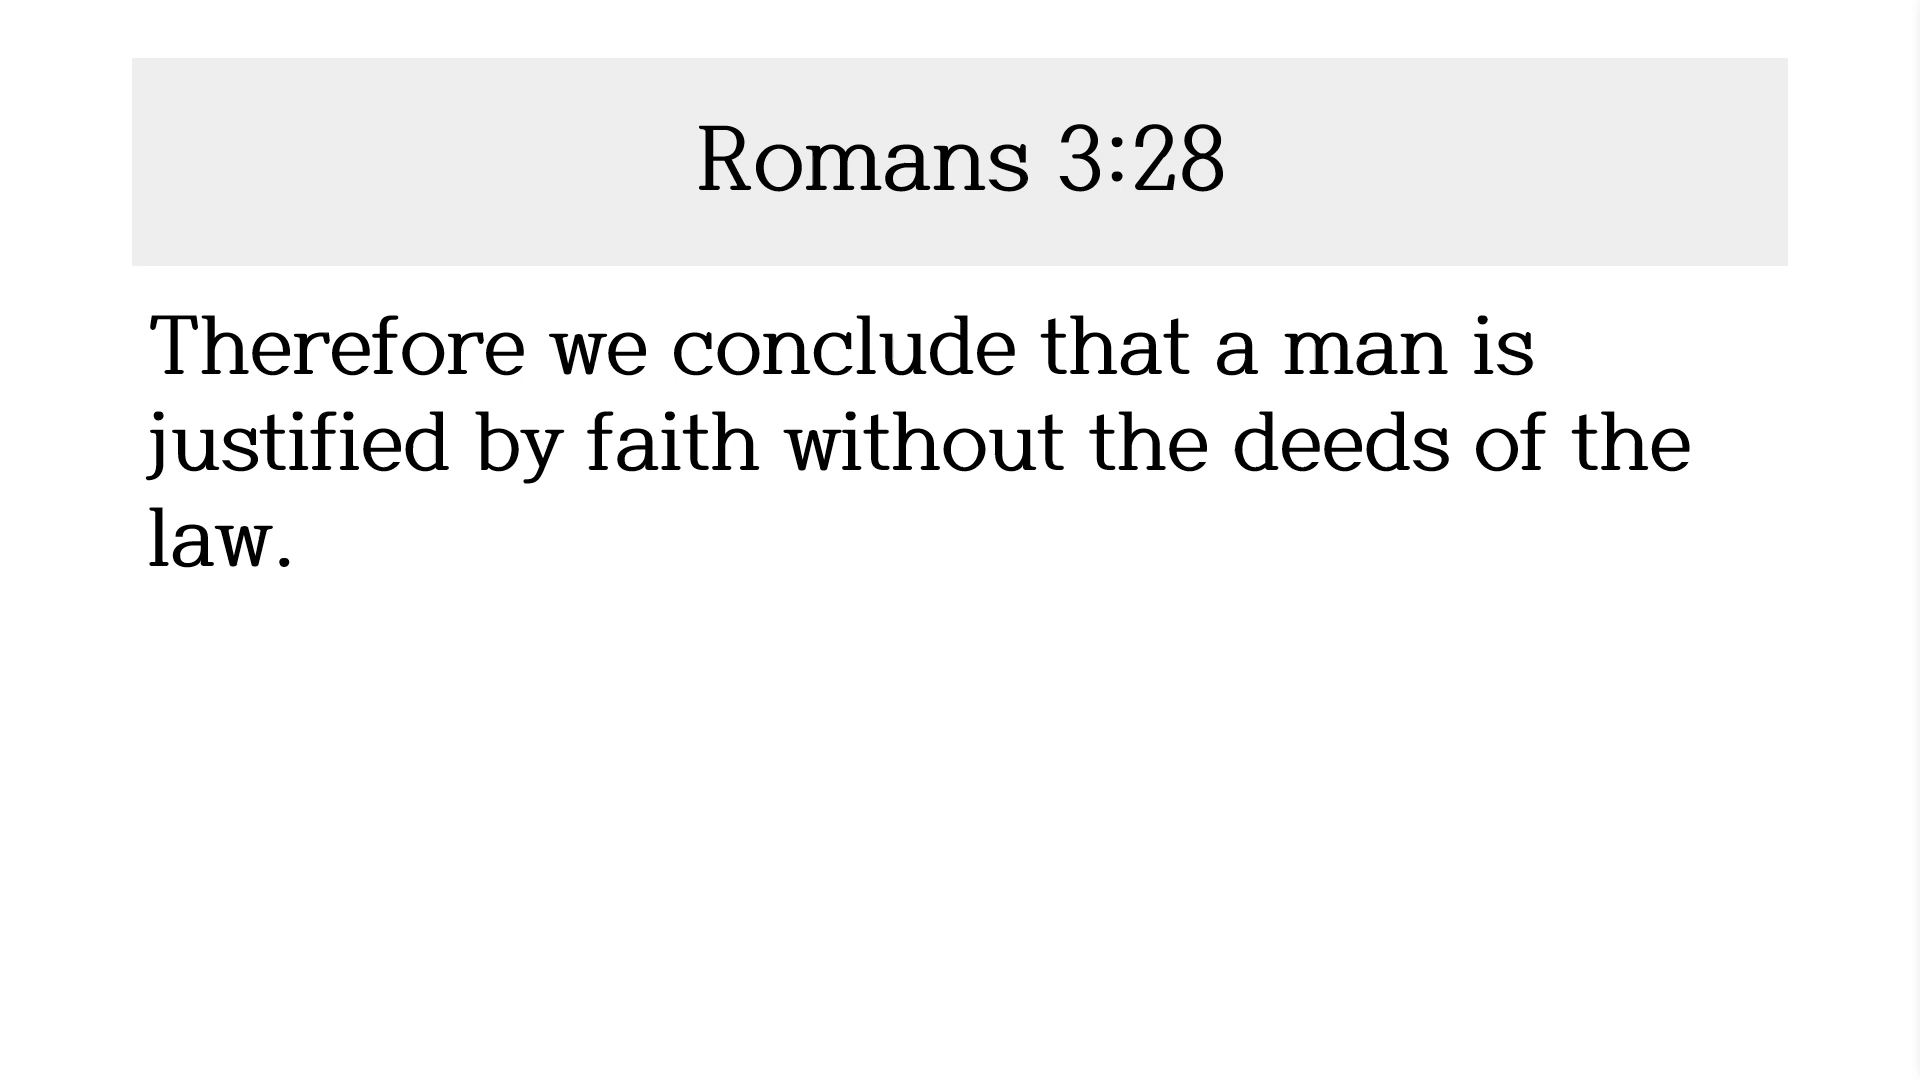 Romans 3:28
Therefore we conclude that a man is
justified by faith without the deeds of the
law.